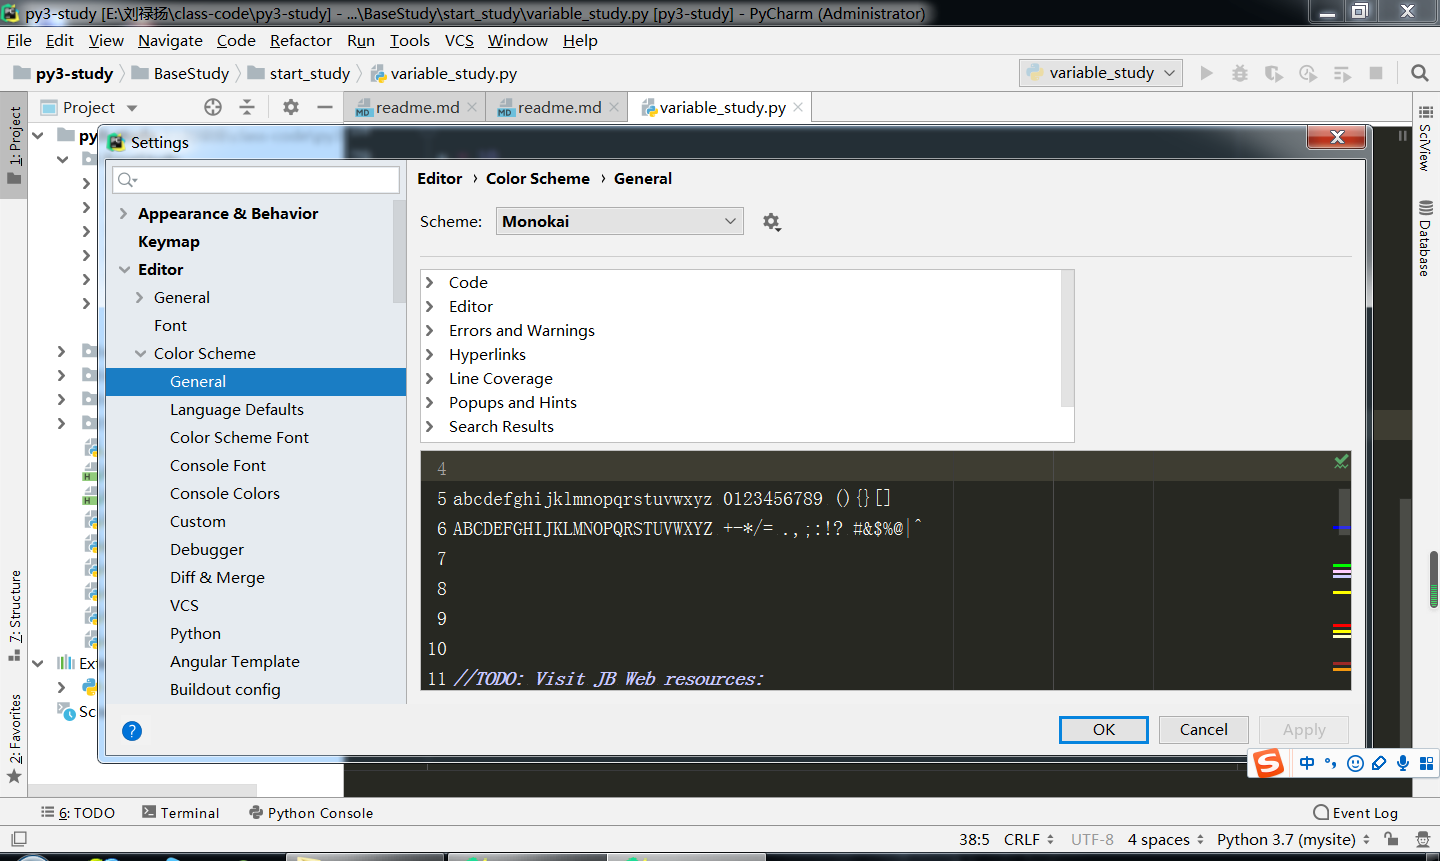 py3-study [E:\刘禄扬\class-code\py3-study] - ...\BaseStudy\start_study\variable_study.py [py3-study] - PyCharm (Administrator)
File Edit View Navigate Code Refactor Run Tools VCS Window Help
py3-study BaseStudy start_study variable_study.py variable_study
Project readme.md readme.md variable_study.py
1: Project
7: Structure
2: Favorites
SciView
Database
py
Ext
Sc
Settings
Appearance & Behavior
Keymap
Editor
General
Font
Color Scheme
General
Language Defaults
Color Scheme Font
Console Font
Console Colors
Custom
Debugger
Diff & Merge
VCS
Python
Angular Template
Buildout config
Editor › Color Scheme › General
Scheme: Monokai
Code
Editor
Errors and Warnings
Hyperlinks
Line Coverage
Popups and Hints
Search Results
4
5 abcdefghijklmnopqrstuvwxyz 0123456789 (){}[]
6 ABCDEFGHIJKLMNOPQRSTUVWXYZ +-*/= .,;:!? #&$%@|^
7
8
9
10
11 //TODO: Visit JB Web resources:
?
OK Cancel Apply
S 中
6: TODO Terminal Python Console Event Log
38:5 CRLF UTF-8 4 spaces Python 3.7 (mysite)